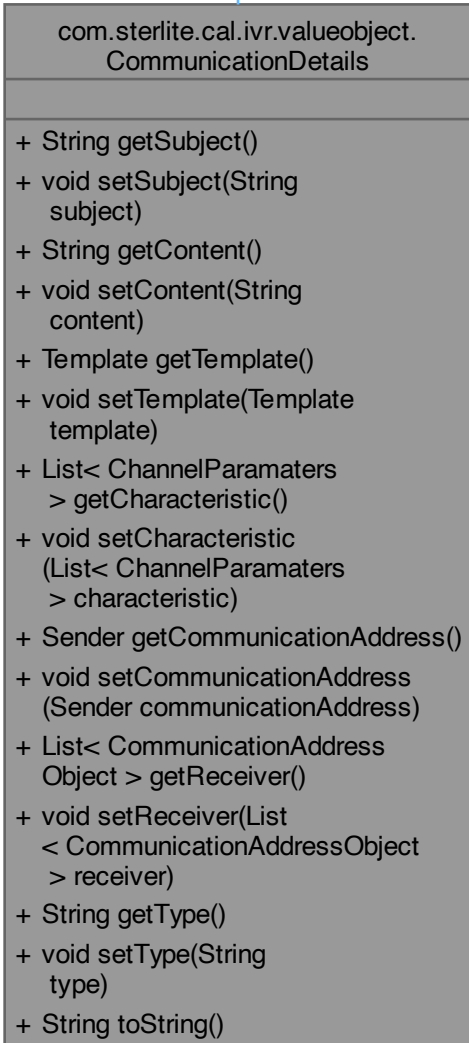 com.sterlite.cal.ivr.valueobject.
CommunicationDetails
+ String getSubject()
+ void setSubject(String
subject)
+ String getContent()
+ void setContent(String
content)
+ Template getTemplate()
+ void setTemplate(Template
template)
+ List< ChannelParamaters
> getCharacteristic()
+ void setCharacteristic
(List< ChannelParamaters
> characteristic)
+ Sender getCommunicationAddress()
+ void setCommunicationAddress
(Sender communicationAddress)
+ List< CommunicationAddress
Object > getReceiver()
+ void setReceiver(List
< CommunicationAddressObject
> receiver)
+ String getType()
+ void setType(String
type)
+ String toString()